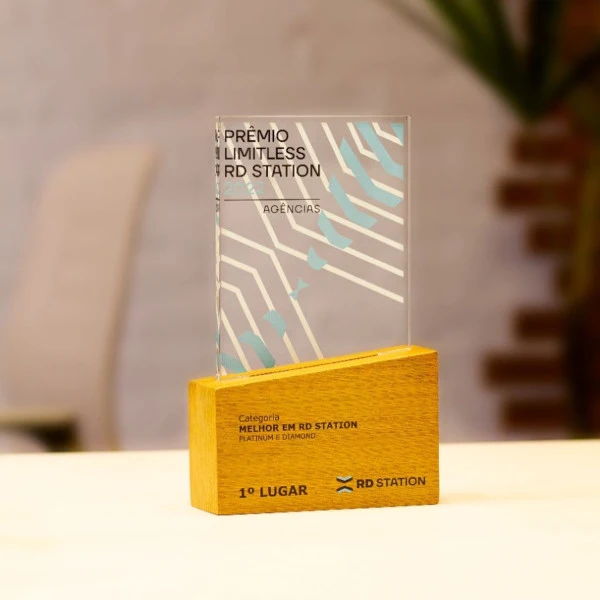 PRÊMIO
LIMITLESS
RD STATION
AGÊNCIAS
Categoria
MELHOR EM RD STATION
PLATINUM E DIAMOND
1º LUGAR
RD STATION